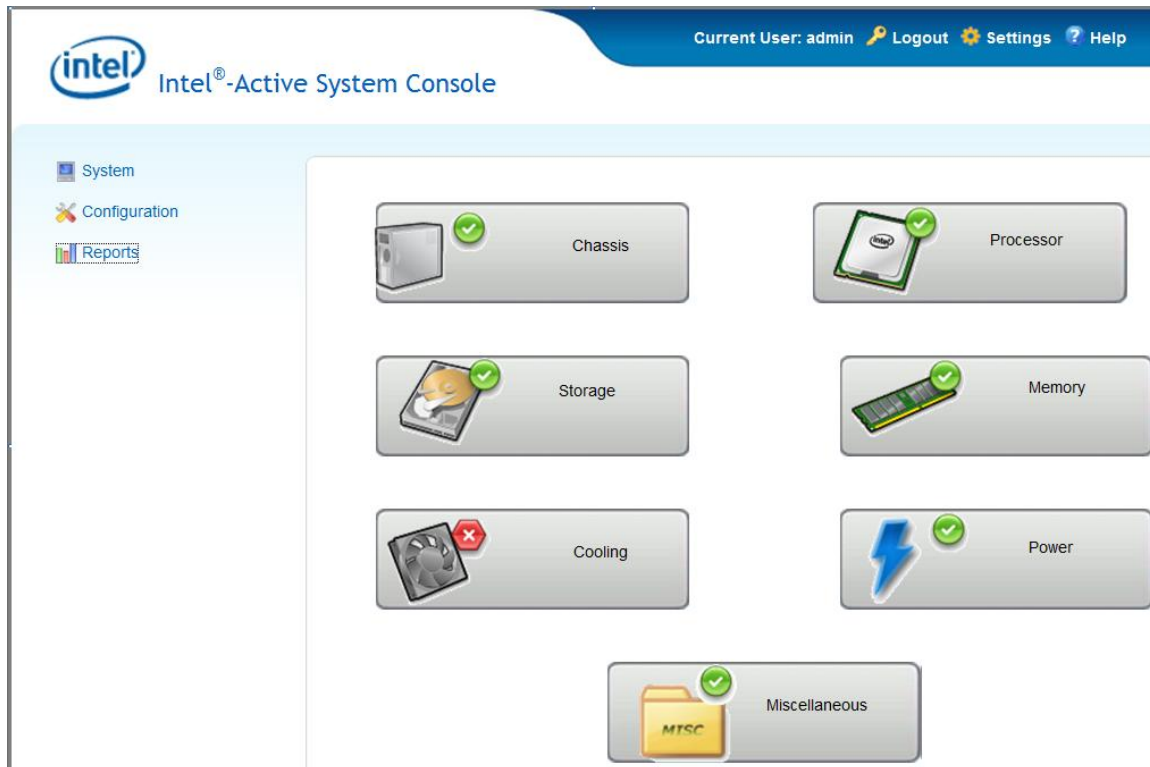 Current User: admin Logout Settings ? Help
intel
Intel®-Active System Console
System
Configuration
Reports
Chassis
intel
Processor
Storage
Memory
Cooling
Power
MISC
Miscellaneous